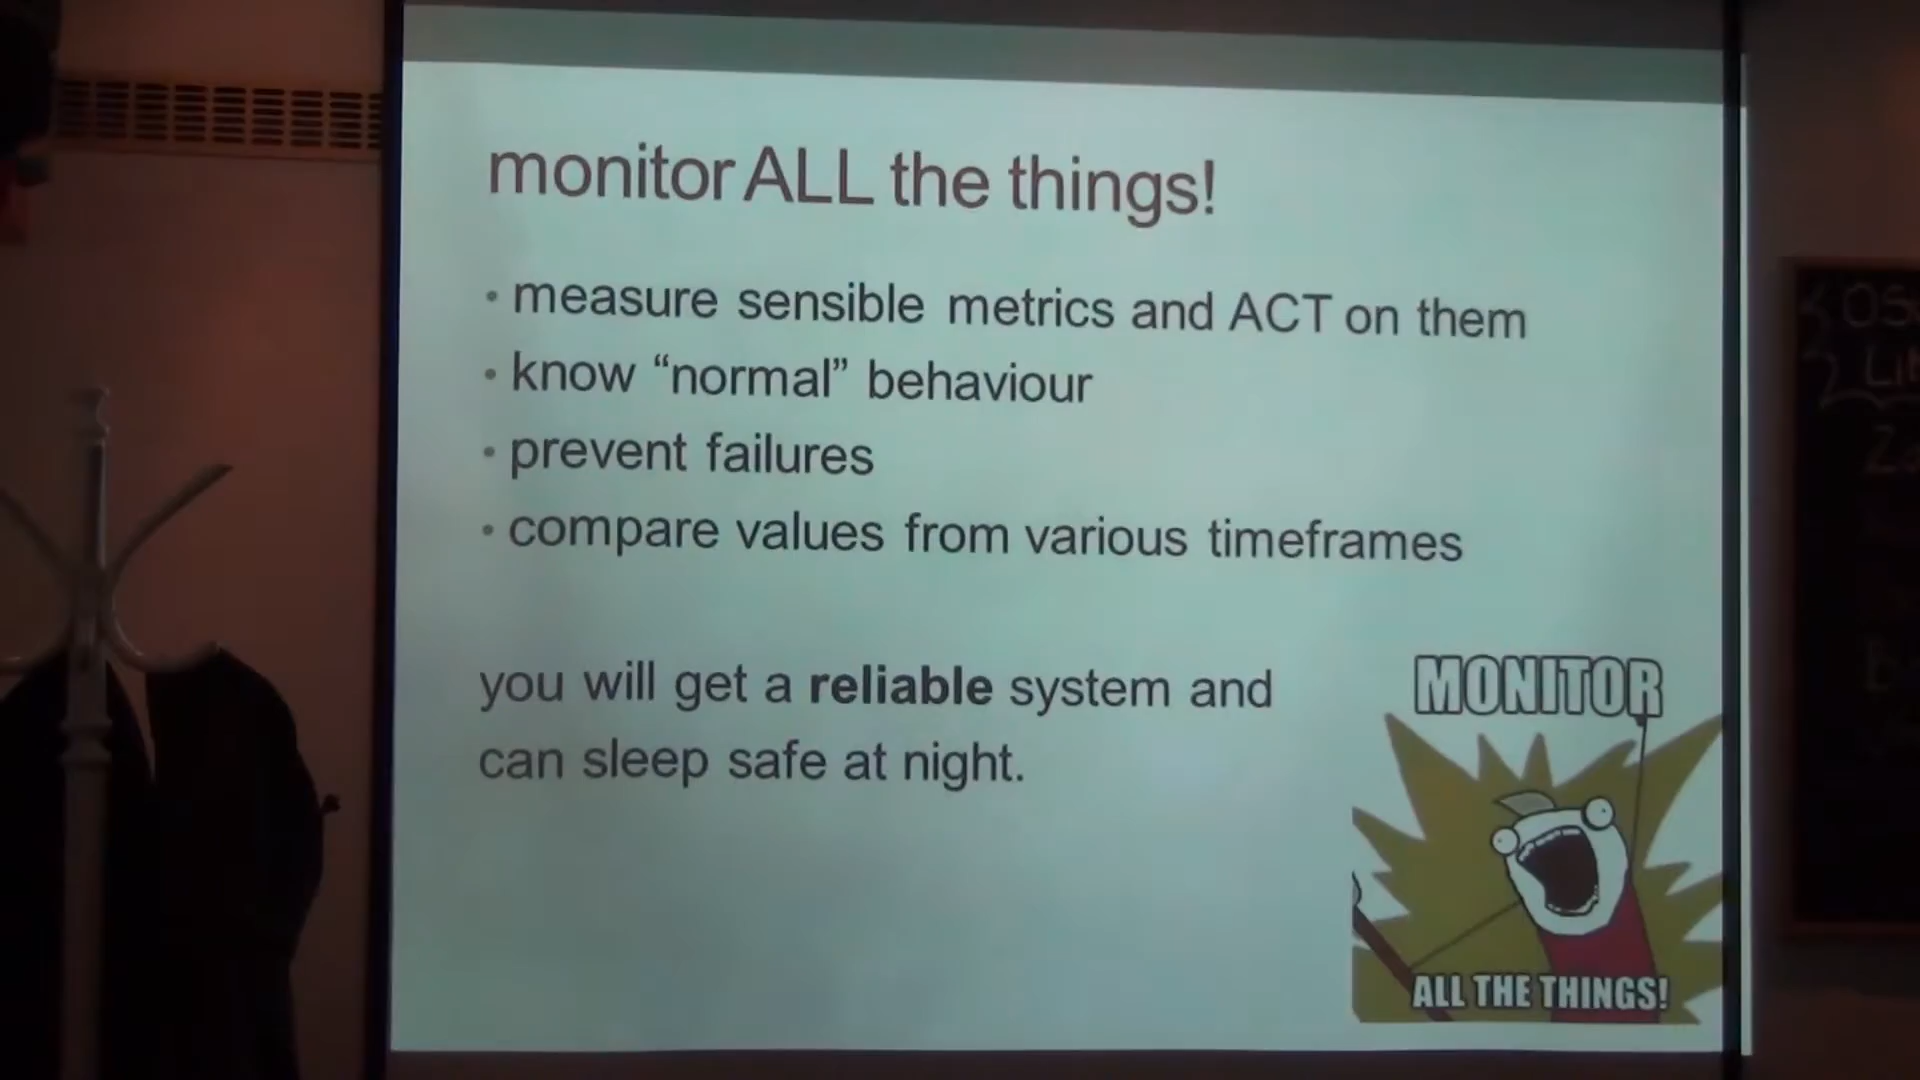 monitor ALL the things!
• measure sensible metrics and ACT on them
• know “normal” behaviour
• prevent failures
• compare values from various timeframes
you will get a reliable system and
can sleep safe at night.
MONITOR
ALL THE THINGS!